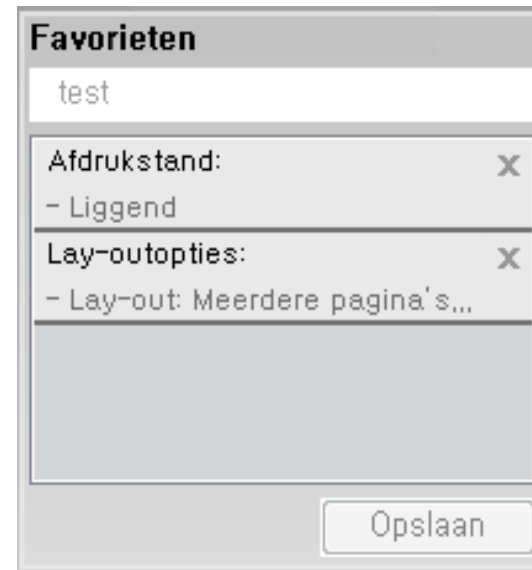 Favorieten
test
Afdrukstand:
x
- Liggend
Lay-outopties:
x
- Lay-out: Meerdere pagina's,,,
Opslaan